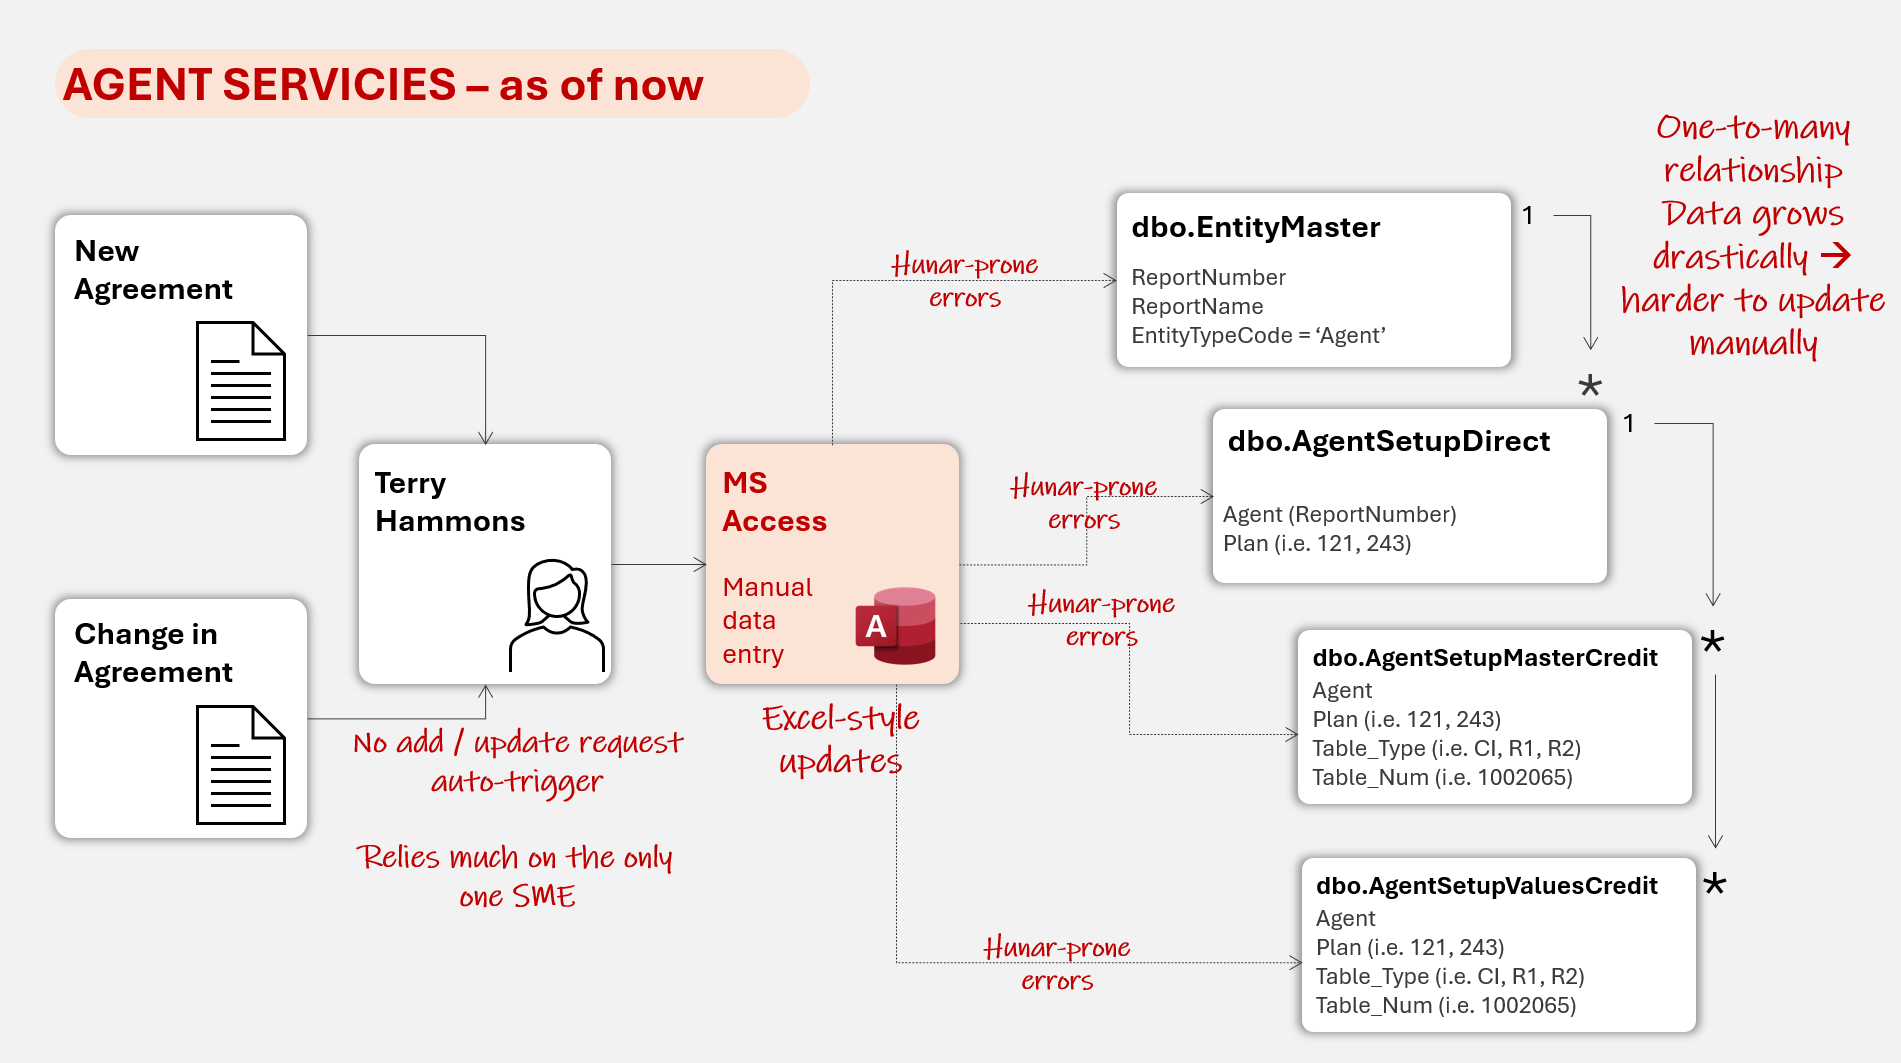 AGENT SERVICIES – as of now
One-to-many
relationship
Data grows
drastically →
harder to update
manually
New
Agreement
Terry
Hammons
Change in
Agreement
No add / update request
auto-trigger
Relies much on the only
one SME
MS
Access
Manual
data
entry
A
Excel-style
updates
Hunar-prone
errors
Hunar-prone
errors
Hunar-prone
errors
Hunar-prone
errors
dbo.EntityMaster
ReportNumber
ReportName
EntityTypeCode = ‘Agent’
1
*
dbo.AgentSetupDirect
Agent (ReportNumber)
Plan (i.e. 121, 243)
1
*
dbo.AgentSetupMasterCredit
Agent
Plan (i.e. 121, 243)
Table_Type (i.e. CI, R1, R2)
Table_Num (i.e. 1002065)
*
dbo.AgentSetupValuesCredit
Agent
Plan (i.e. 121, 243)
Table_Type (i.e. CI, R1, R2)
Table_Num (i.e. 1002065)